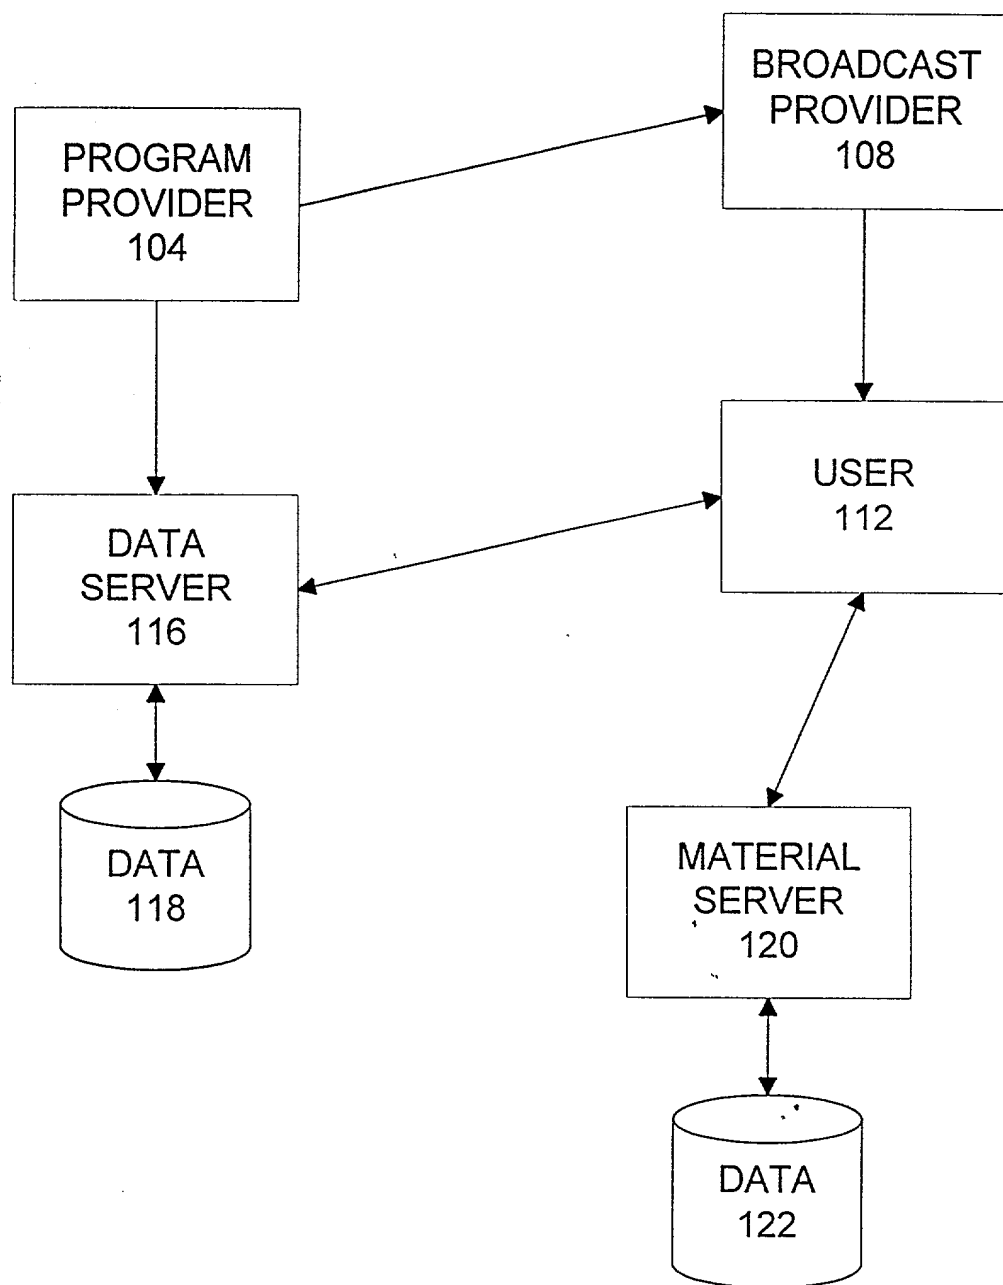 BROADCAST
PROVIDER
108
PROGRAM
PROVIDER
104
USER
112
DATA
SERVER
116
DATA
118
MATERIAL
SERVER
120
DATA
122